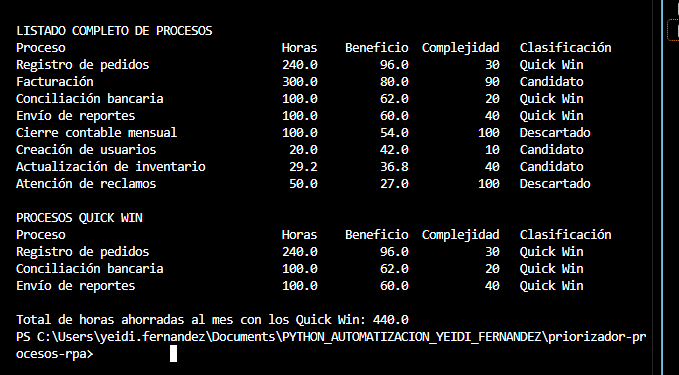 LISTADO COMPLETO DE PROCESOS
Proceso Horas Beneficio Complejidad Clasificación
Registro de pedidos 240.0 96.0 30 Quick Win
Facturación 300.0 80.0 90 Candidato
Conciliación bancaria 100.0 62.0 20 Quick Win
Envío de reportes 100.0 60.0 40 Quick Win
Cierre contable mensual 100.0 54.0 100 Descartado
Creación de usuarios 20.0 42.0 10 Candidato
Actualización de inventario 29.2 36.8 40 Candidato
Atención de reclamos 50.0 27.0 100 Descartado
PROCESOS QUICK WIN
Proceso Horas Beneficio Complejidad Clasificación
Registro de pedidos 240.0 96.0 30 Quick Win
Conciliación bancaria 100.0 62.0 20 Quick Win
Envío de reportes 100.0 60.0 40 Quick Win
Total de horas ahorradas al mes con los Quick Win: 440.0
PS C:\Users\yeidi.fernandez\Documents\PYTHON_AUTOMATIZACION_YEIDI_FERNANDEZ\priorizador-pr
ocesos-rpa>